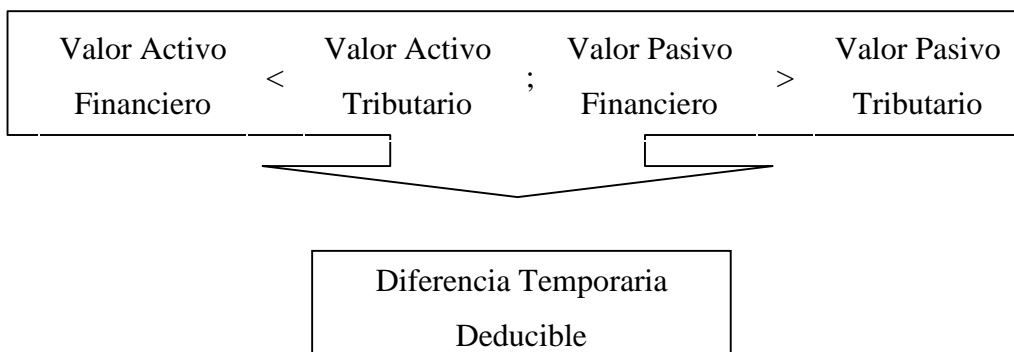 Valor Activo Financiero < Valor Activo Tributario ; Valor Pasivo Financiero > Valor Pasivo Tributario
Diferencia Temporaria
Deducible